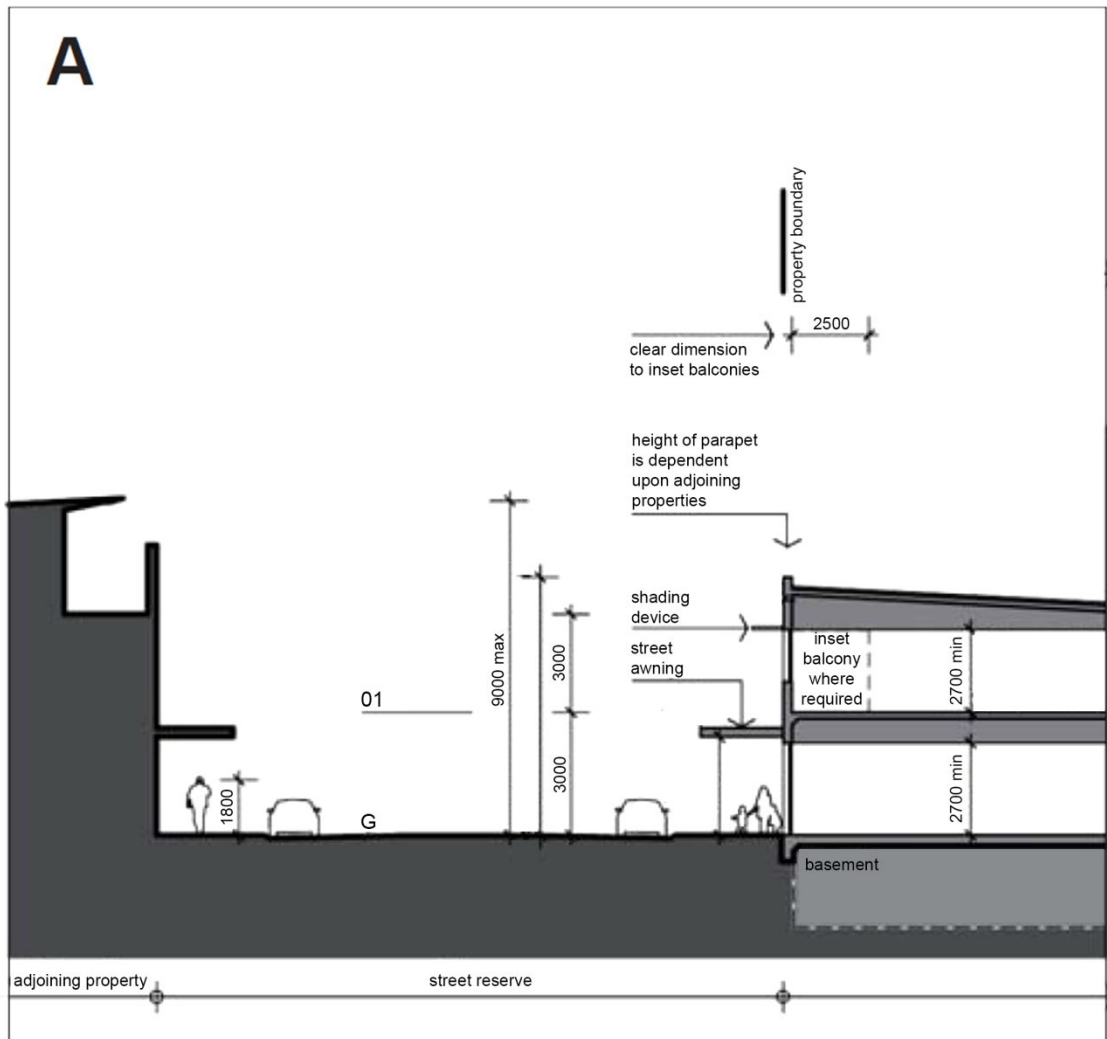 A
property boundary
2500
clear dimension
to inset balconies
height of parapet
is dependent
upon adjoining
properties
shading
device
street
awning
inset
balcony
where
required
9000 max
3000
3000
2700 min
2700 min
01
1800
G
basement
adjoining property
street reserve